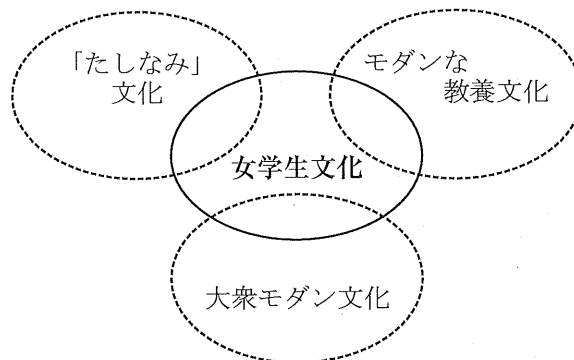 「たしなみ」
文化
モダンな
教養文化
女学生文化
大衆モダン文化